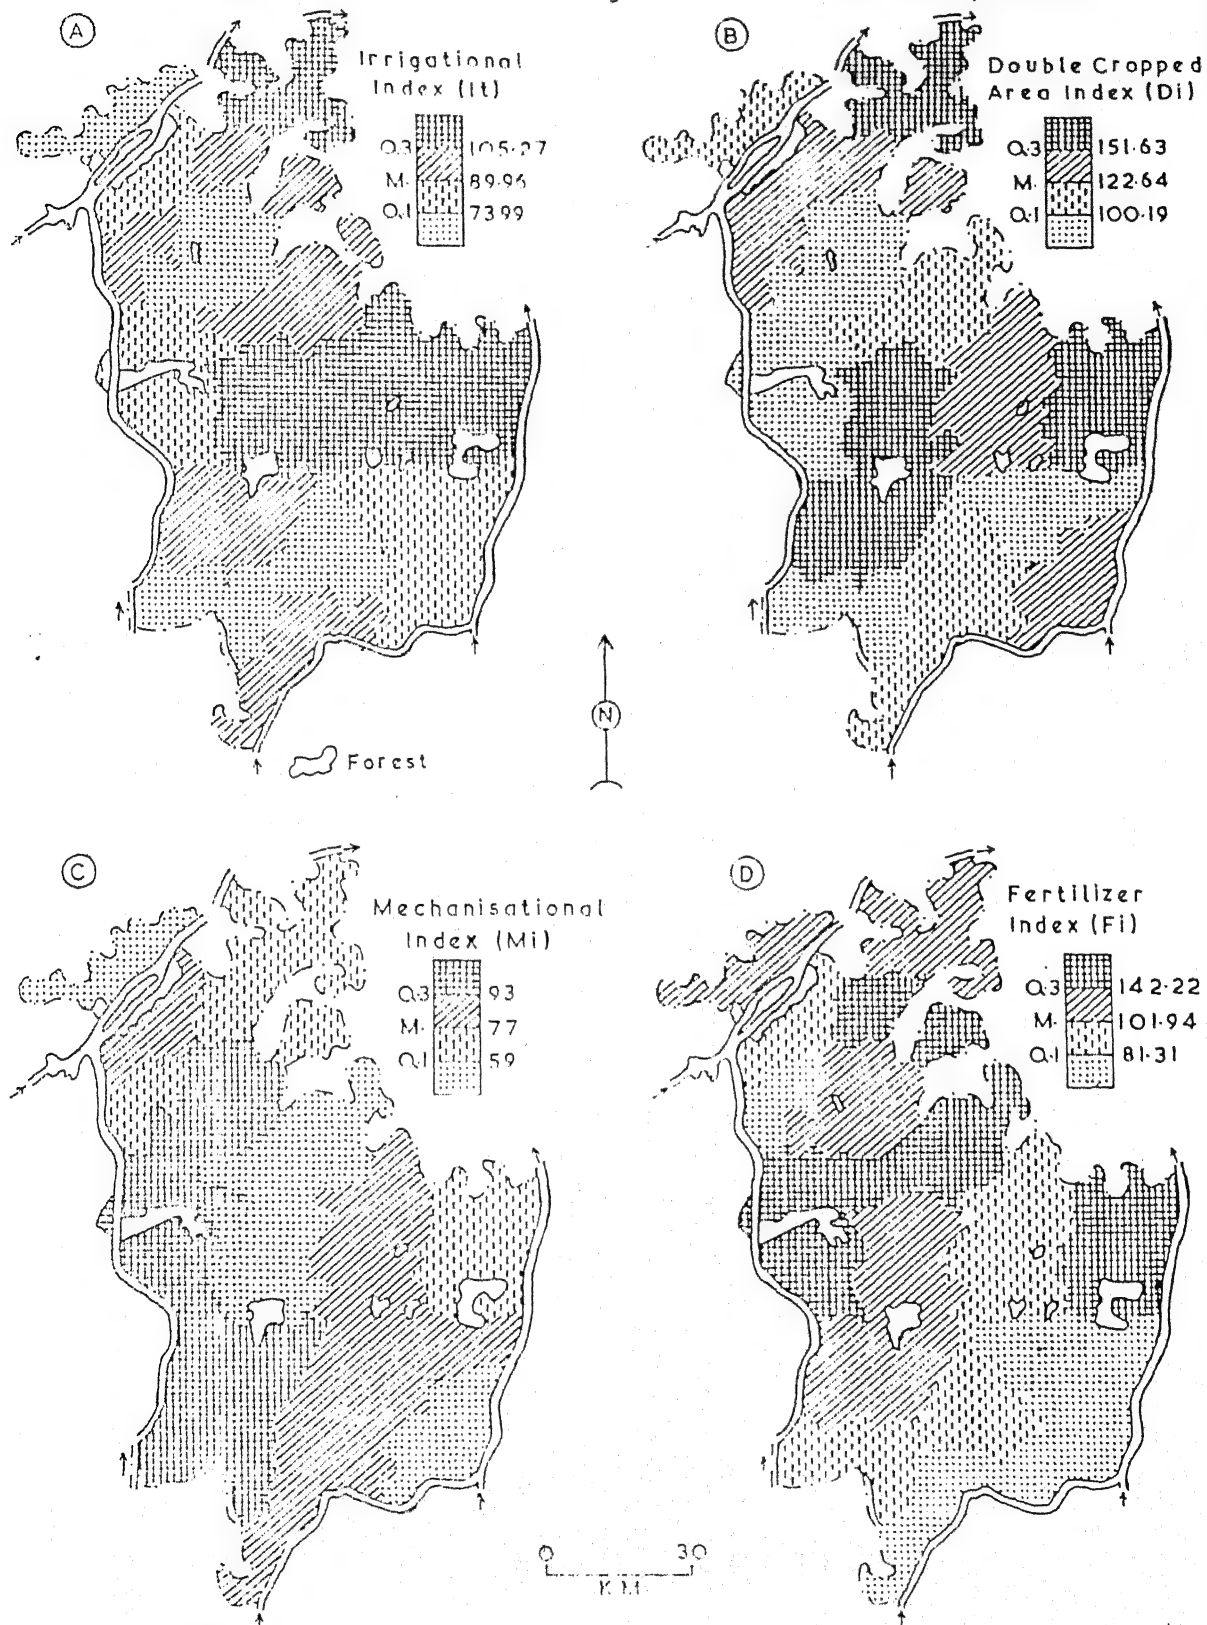 A
Irrigational
Index (It)
Q.3 105.27
M. 89.96
Q.1 73.99
B
Double Cropped
Area Index (Di)
Q.3 151.63
M. 122.64
Q.1 100.19
N
Forest
C
Mechanisational
Index (Mi)
Q.3 93
M. 77
Q.1 59
D
Fertilizer
Index (Fi)
Q.3 142.22
M. 101.94
Q.1 81.31
0 30
K.M.